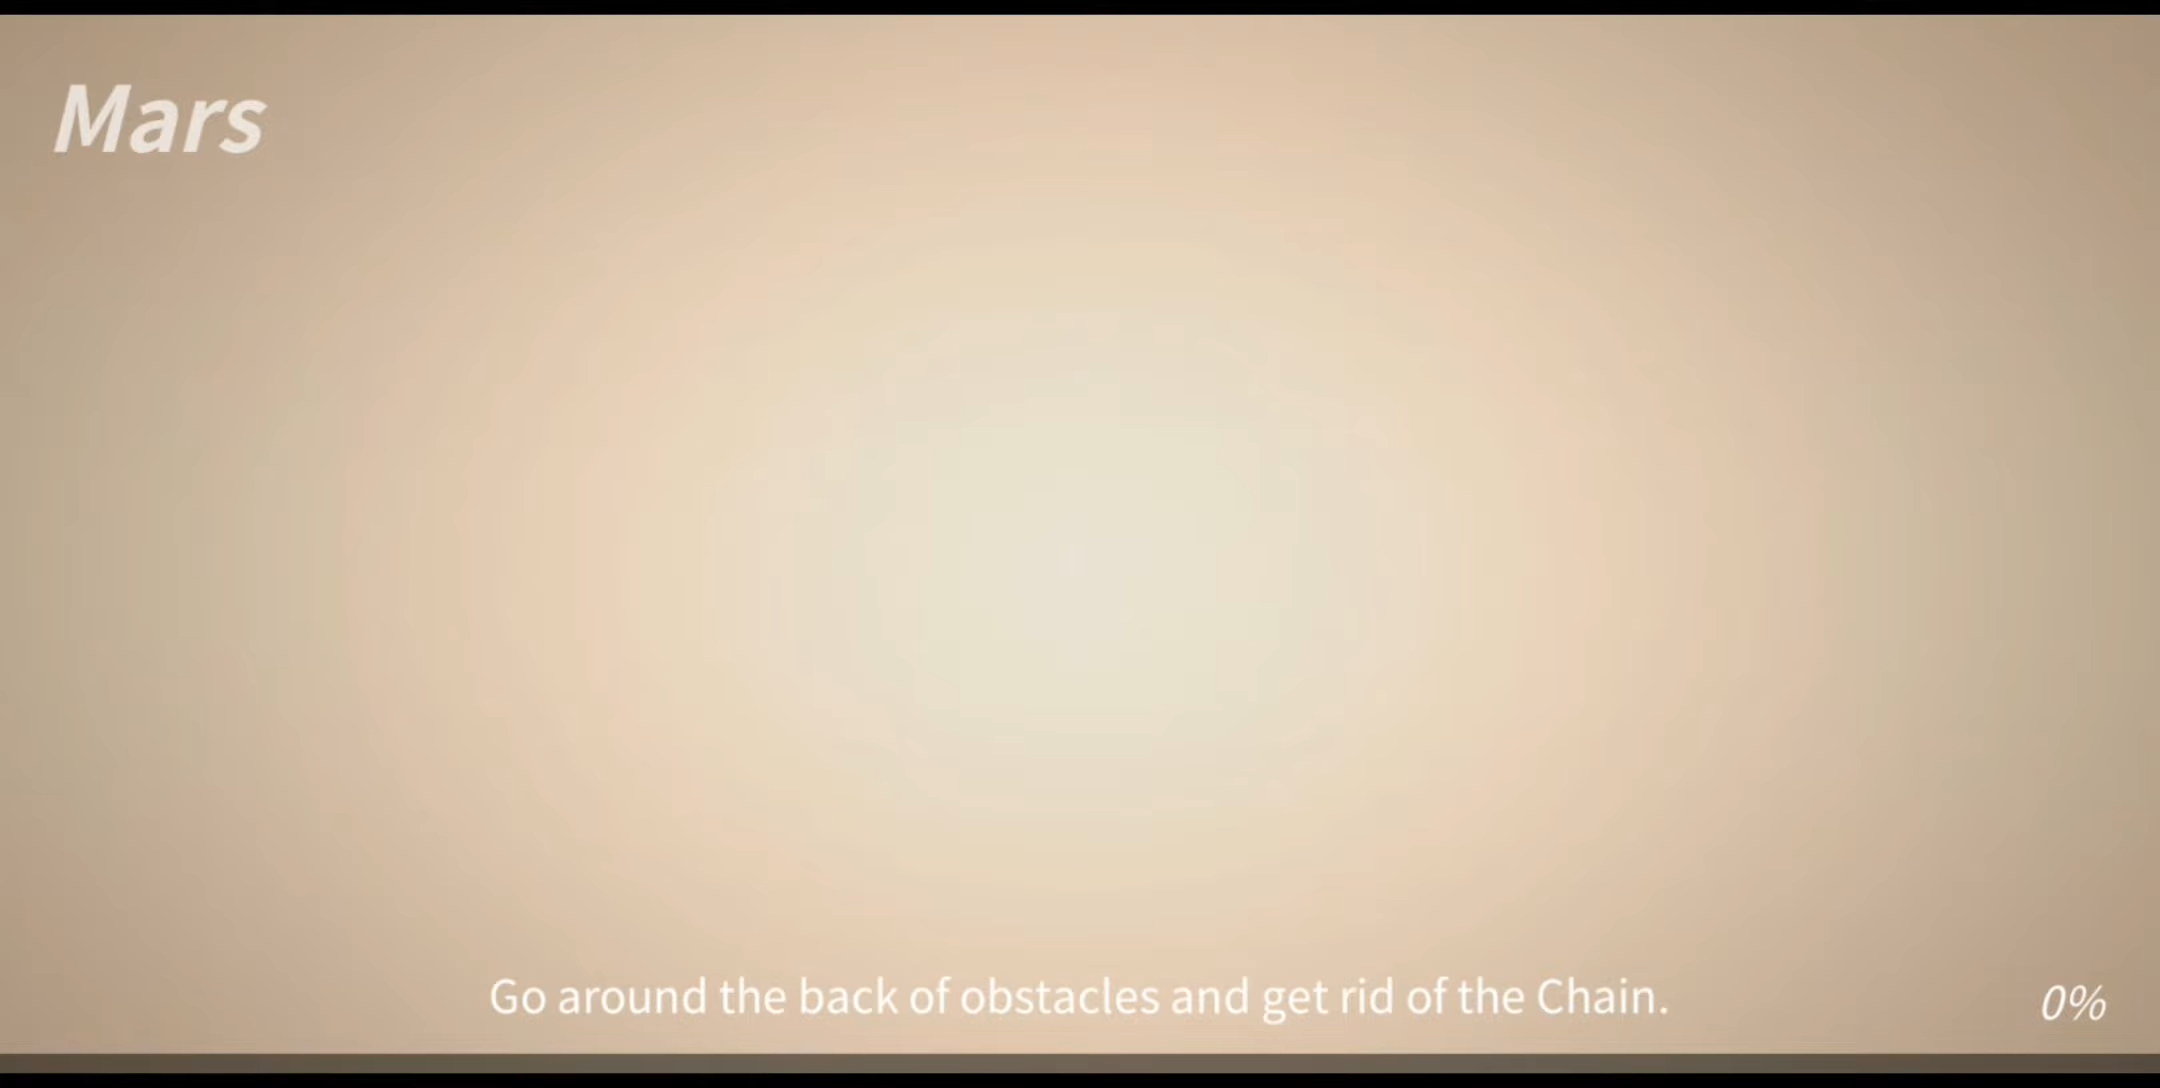 Mars
Go around the back of obstacles and get rid of the Chain.
0%